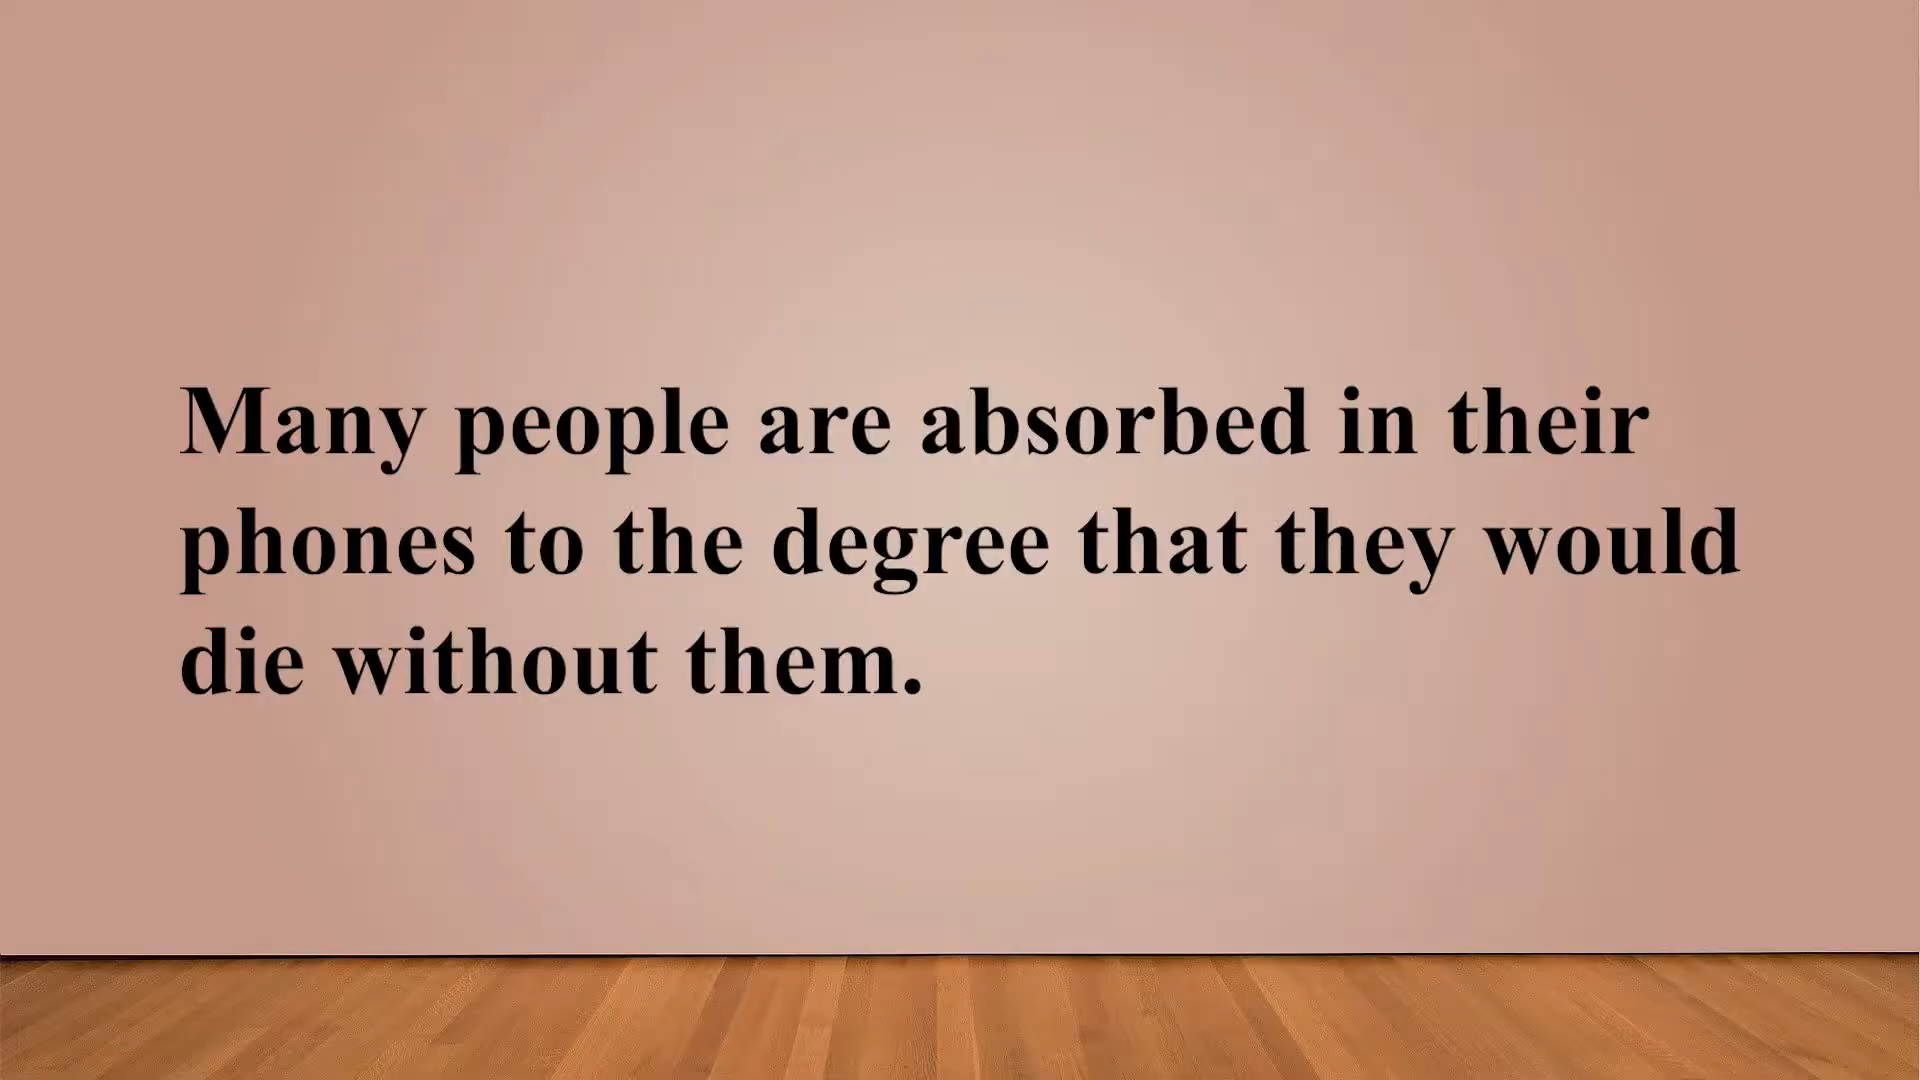 Many people are absorbed in their
phones to the degree that they would
die without them.